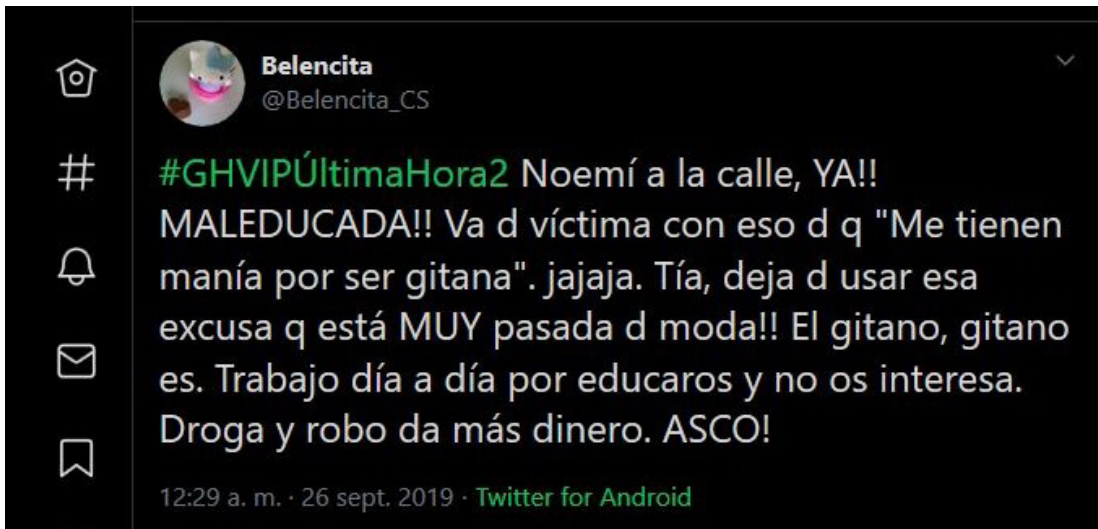 Belencita
@Belencita_CS
#GHVIPÚltimaHora2 Noemí a la calle, YA!!
MALEDUCADA!! Va d víctima con eso d q "Me tienen
manía por ser gitana". jajaja. Tía, deja d usar esa
excusa q está MUY pasada d moda!! El gitano, gitano
es. Trabajo día a día por educaros y no os interesa.
Droga y robo da más dinero. ASCO!
12:29 a. m. · 26 sept. 2019 · Twitter for Android